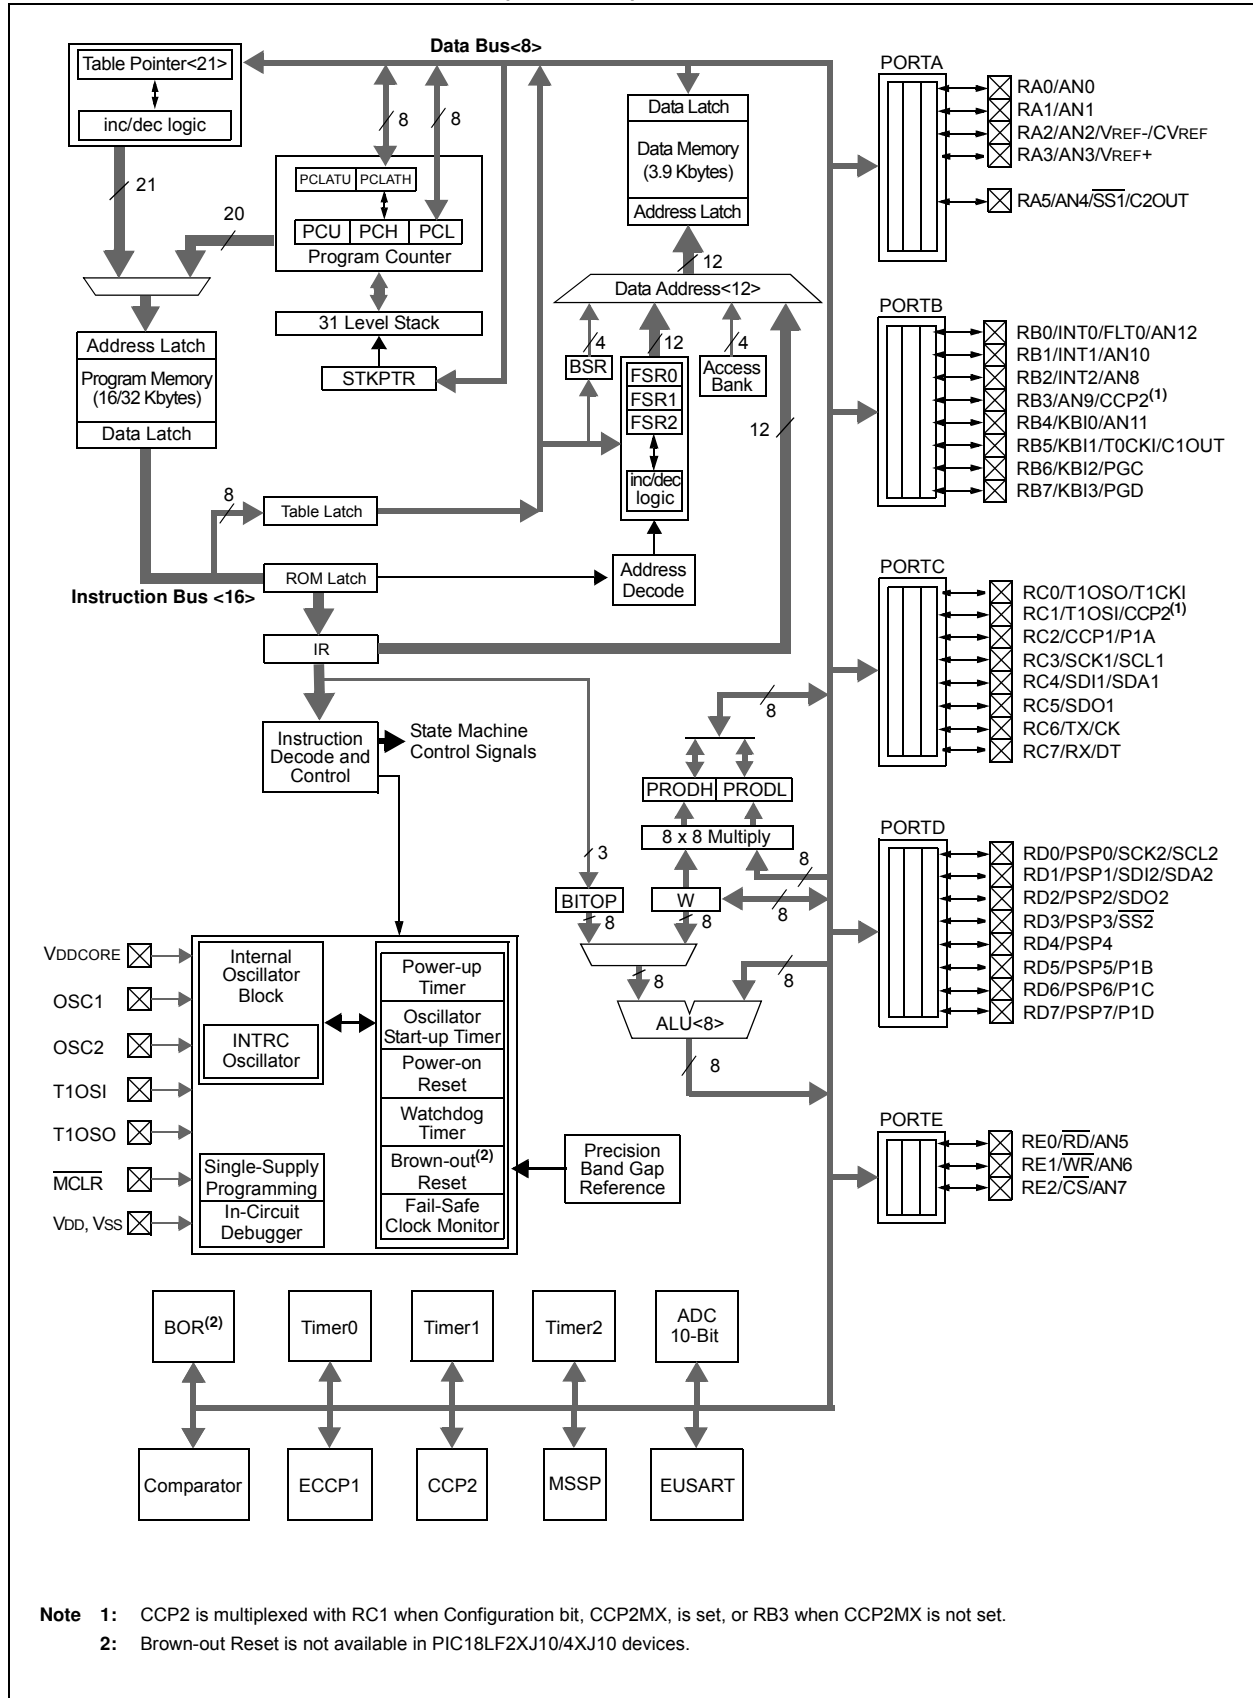 Data Bus<8>
Table Pointer<21>
inc/dec logic
21
20
8
8
PCLATU PCLATH
PCU PCH PCL
Program Counter
31 Level Stack
STKPTR
Data Latch
Data Memory
(3.9 Kbytes)
Address Latch
12
Data Address<12>
4
12
4
BSR
FSR0
FSR1
FSR2
inc/dec
logic
Access
Bank
12
Address
Decode
Address Latch
Program Memory
(16/32 Kbytes)
Data Latch
8
Table Latch
ROM Latch
Instruction Bus <16>
IR
Instruction
Decode and
Control
State Machine
Control Signals
8
PRODH PRODL
8 x 8 Multiply
3
8
BITOP
W
8
8
8
8
8
ALU<8>
8
PORTA
RA0/AN0
RA1/AN1
RA2/AN2/VREF-/CVREF
RA3/AN3/VREF+
RA5/AN4/SS1/C2OUT
PORTB
RB0/INT0/FLT0/AN12
RB1/INT1/AN10
RB2/INT2/AN8
RB3/AN9/CCP2(1)
RB4/KBI0/AN11
RB5/KBI1/T0CKI/C1OUT
RB6/KBI2/PGC
RB7/KBI3/PGD
PORTC
RC0/T1OSO/T1CKI
RC1/T1OSI/CCP2(1)
RC2/CCP1/P1A
RC3/SCK1/SCL1
RC4/SDI1/SDA1
RC5/SDO1
RC6/TX/CK
RC7/RX/DT
PORTD
RD0/PSP0/SCK2/SCL2
RD1/PSP1/SDI2/SDA2
RD2/PSP2/SDO2
RD3/PSP3/SS2
RD4/PSP4
RD5/PSP5/P1B
RD6/PSP6/P1C
RD7/PSP7/P1D
PORTE
RE0/RD/AN5
RE1/WR/AN6
RE2/CS/AN7
VDDCORE
OSC1
OSC2
T1OSI
T1OSO
MCLR
VDD, VSS
Internal
Oscillator
Block
INTRC
Oscillator
Single-Supply
Programming
In-Circuit
Debugger
Power-up
Timer
Oscillator
Start-up Timer
Power-on
Reset
Watchdog
Timer
Brown-out(2)
Reset
Fail-Safe
Clock Monitor
Precision
Band Gap
Reference
BOR(2)
Timer0
Timer1
Timer2
ADC
10-Bit
Comparator
ECCP1
CCP2
MSSP
EUSART
Note 1: CCP2 is multiplexed with RC1 when Configuration bit, CCP2MX, is set, or RB3 when CCP2MX is not set.
2: Brown-out Reset is not available in PIC18LF2XJ10/4XJ10 devices.